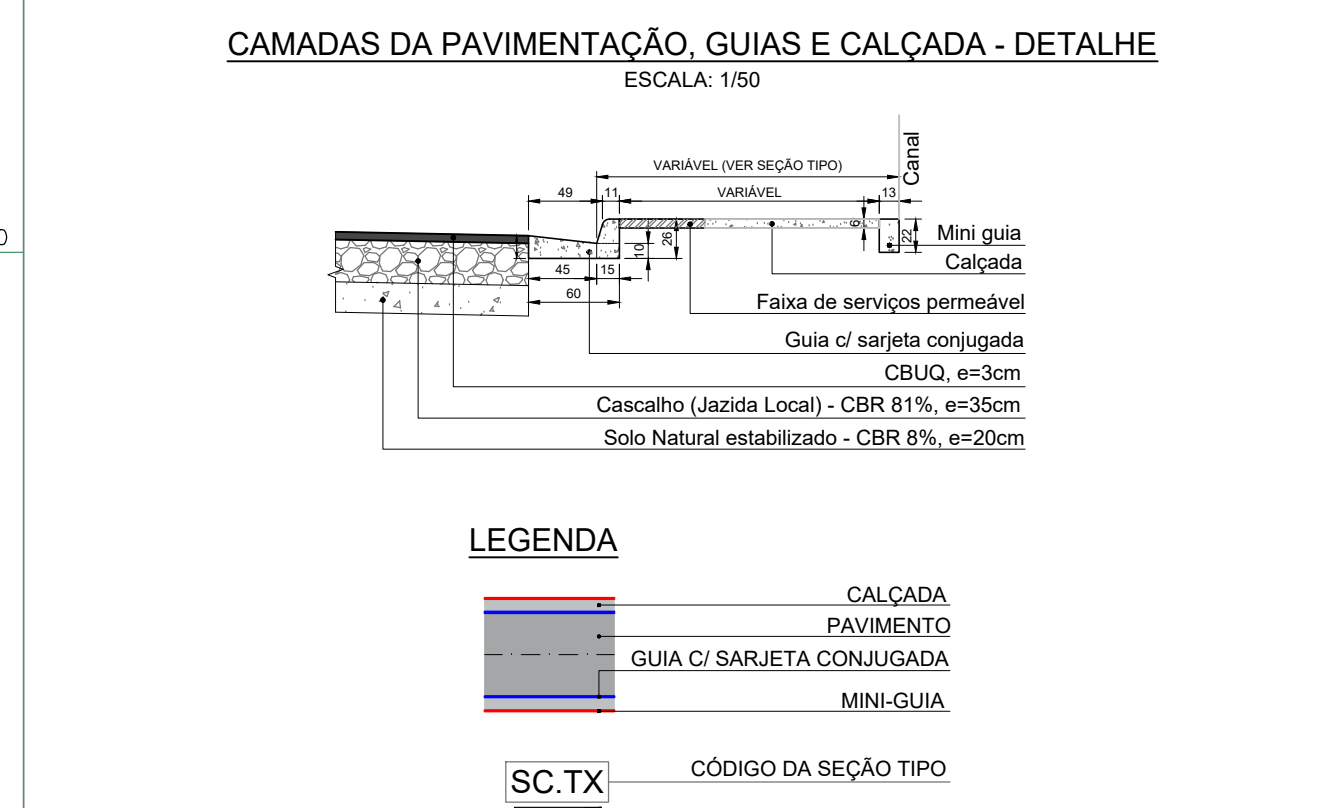 CAMADAS DA PAVIMENTAÇÃO, GUIAS E CALÇADA - DETALHE
ESCALA: 1/50
Canal
VARIÁVEL (VER SEÇÃO TIPO)
49
11
VARIÁVEL
13
6
22
26
10
0
Mini guia
Calçada
45
15
60
Faixa de serviços permeável
Guia c/ sarjeta conjugada
CBUQ, e=3cm
Cascalho (Jazida Local) - CBR 81%, e=35cm
Solo Natural estabilizado - CBR 8%, e=20cm
LEGENDA
CALÇADA
PAVIMENTO
GUIA C/ SARJETA CONJUGADA
MINI-GUIA
SC.TX
CÓDIGO DA SEÇÃO TIPO